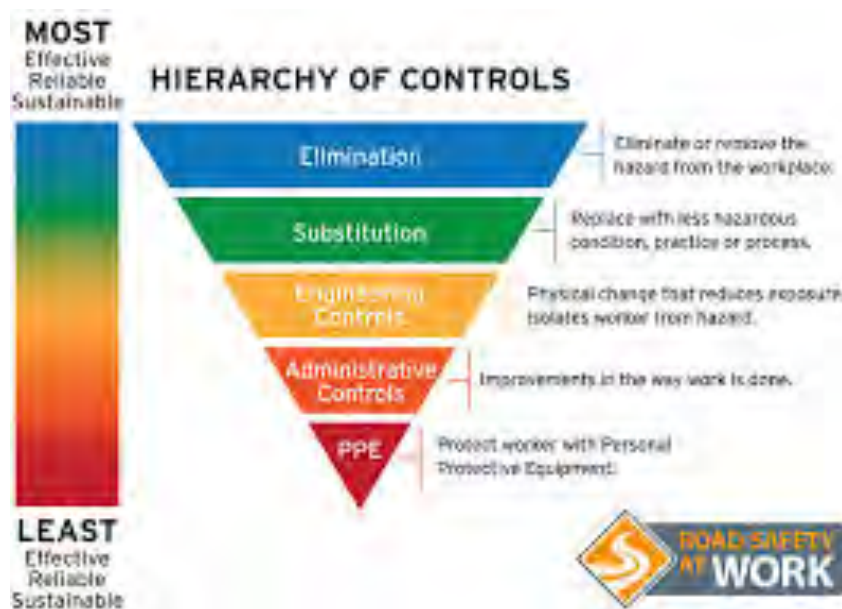 MOST
Effective
Reliable
Sustainable
HIERARCHY OF CONTROLS
Elimination
Eliminate or remove the
hazard from the workplace.
Substitution
Replace with less hazardous
condition, practice or process.
Engineering
Controls
Physical change that reduces exposure
isolates worker from hazard.
Administrative
Controls
Improvements in the way work is done.
PPE
Protect worker with Personal
Protective Equipment.
LEAST
Effective
Reliable
Sustainable
ROAD SAFETY
AT WORK